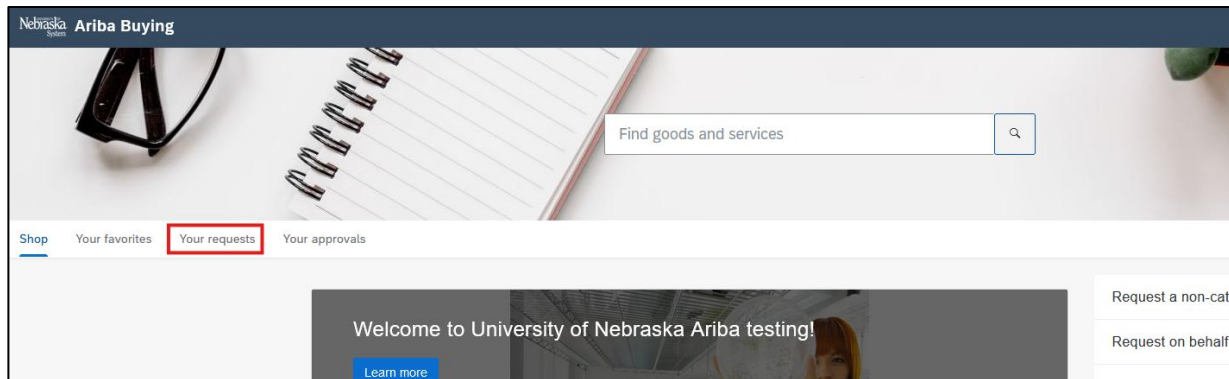 Nebraska
System
Ariba Buying
Find goods and services
Shop Your favorites Your requests Your approvals
Welcome to University of Nebraska Ariba testing!
Learn more
Request a non-cat
Request on behalf